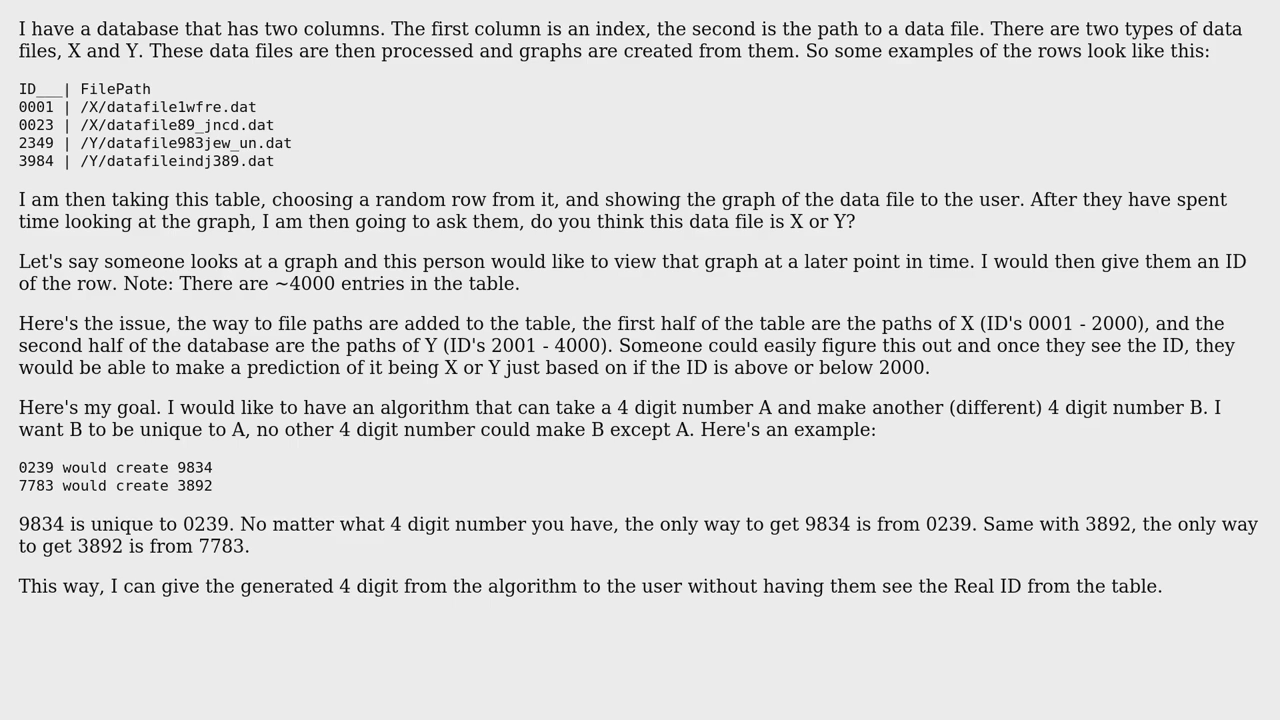 I have a database that has two columns. The first column is an index, the second is the path to a data file. There are two types of data
files, X and Y. These data files are then processed and graphs are created from them. So some examples of the rows look like this:
ID___| FilePath
0001 | /X/datafile1wfre.dat
0023 | /X/datafile89_jncd.dat
2349 | /Y/datafile983jew_un.dat
3984 | /Y/datafileindj389.dat
I am then taking this table, choosing a random row from it, and showing the graph of the data file to the user. After they have spent
time looking at the graph, I am then going to ask them, do you think this data file is X or Y?
Let's say someone looks at a graph and this person would like to view that graph at a later point in time. I would then give them an ID
of the row. Note: There are ~4000 entries in the table.
Here's the issue, the way to file paths are added to the table, the first half of the table are the paths of X (ID's 0001 - 2000), and the
second half of the database are the paths of Y (ID's 2001 - 4000). Someone could easily figure this out and once they see the ID, they
would be able to make a prediction of it being X or Y just based on if the ID is above or below 2000.
Here's my goal. I would like to have an algorithm that can take a 4 digit number A and make another (different) 4 digit number B. I
want B to be unique to A, no other 4 digit number could make B except A. Here's an example:
0239 would create 9834
7783 would create 3892
9834 is unique to 0239. No matter what 4 digit number you have, the only way to get 9834 is from 0239. Same with 3892, the only way
to get 3892 is from 7783.
This way, I can give the generated 4 digit from the algorithm to the user without having them see the Real ID from the table.